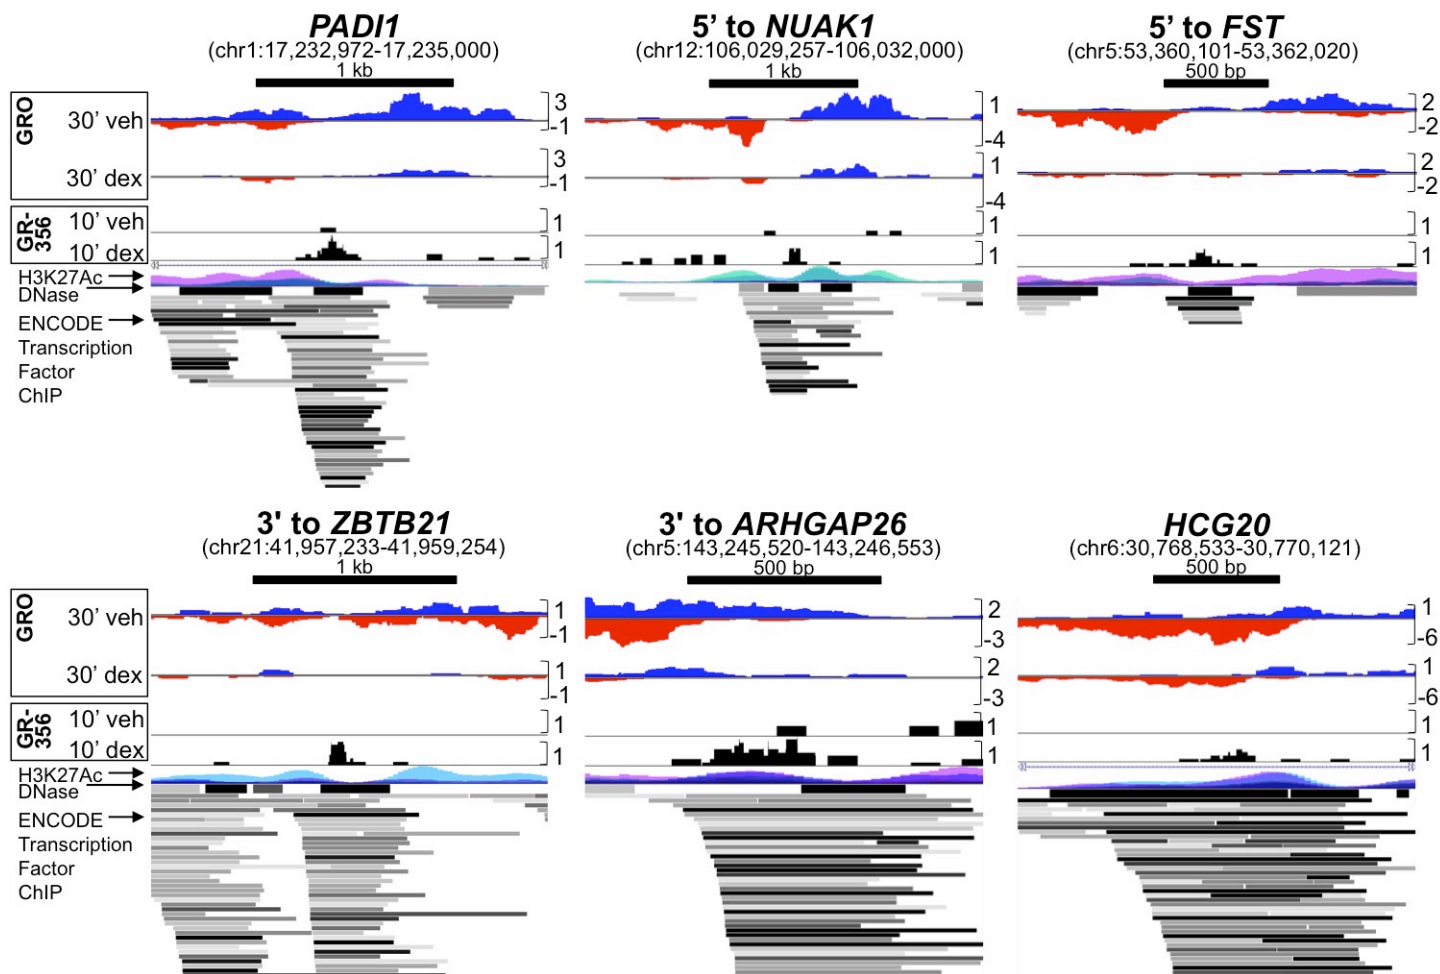 PADI1 5' to NUAK1 5' to FST
(chr1:17,232,972-17,235,000) (chr12:106,029,257-106,032,000) (chr5:53,360,101-53,362,020)
1 kb 1 kb 500 bp
GRO
30' veh 3 -1 1 -4 2 -2
30' dex 3 -1 1 -4 2 -2
GR-356
10' veh 1 1 1
10' dex 1 1 1
H3K27Ac
DNase
ENCODE
Transcription
Factor
ChIP
3' to ZBTB21 3' to ARHGAP26 HCG20
(chr21:41,957,233-41,959,254) (chr5:143,245,520-143,246,553) (chr6:30,768,533-30,770,121)
1 kb 500 bp 500 bp
GRO
30' veh 1 -1 2 -3 1 -6
30' dex 1 -1 2 -3 1 -6
GR-356
10' veh 1 1 1
10' dex 1 1 1
H3K27Ac
DNase
ENCODE
Transcription
Factor
ChIP